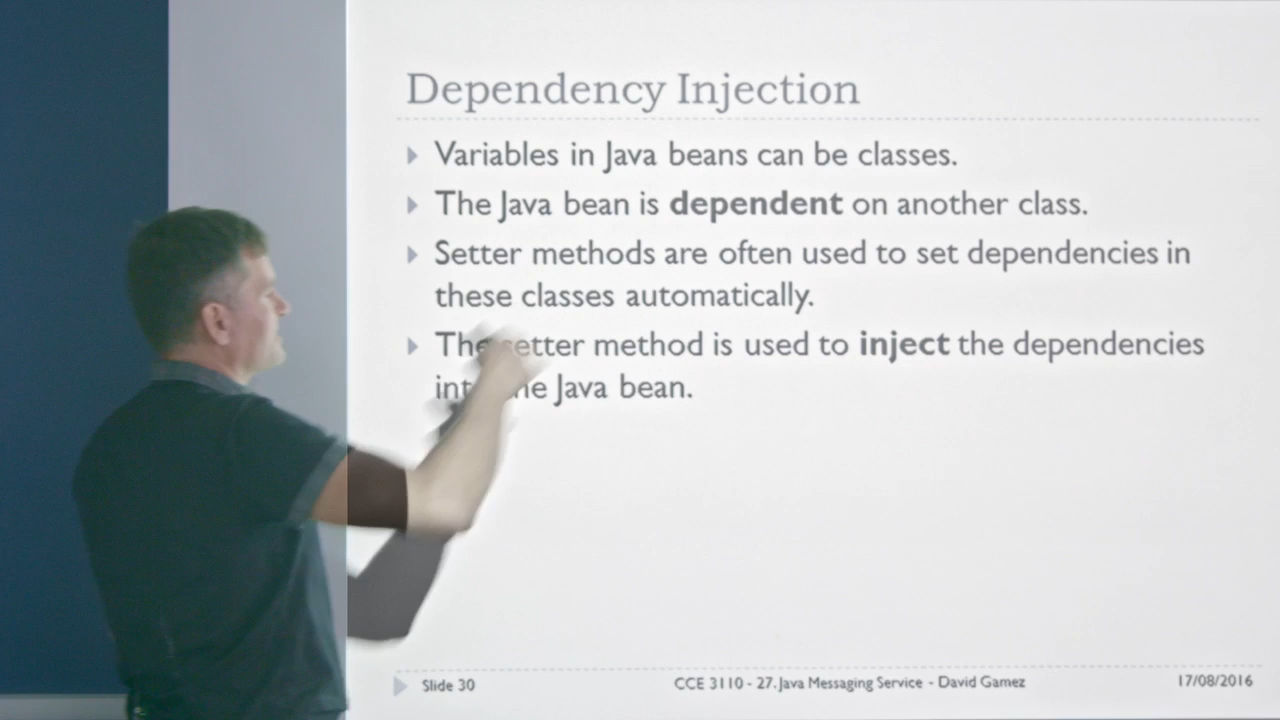 Dependency Injection
Variables in Java beans can be classes.
The Java bean is dependent on another class.
Setter methods are often used to set dependencies in
these classes automatically.
The setter method is used to inject the dependencies
the Java bean.
Slide 30
CCE 3110 - 27. Java Messaging Service - David Gamez
17/08/2016